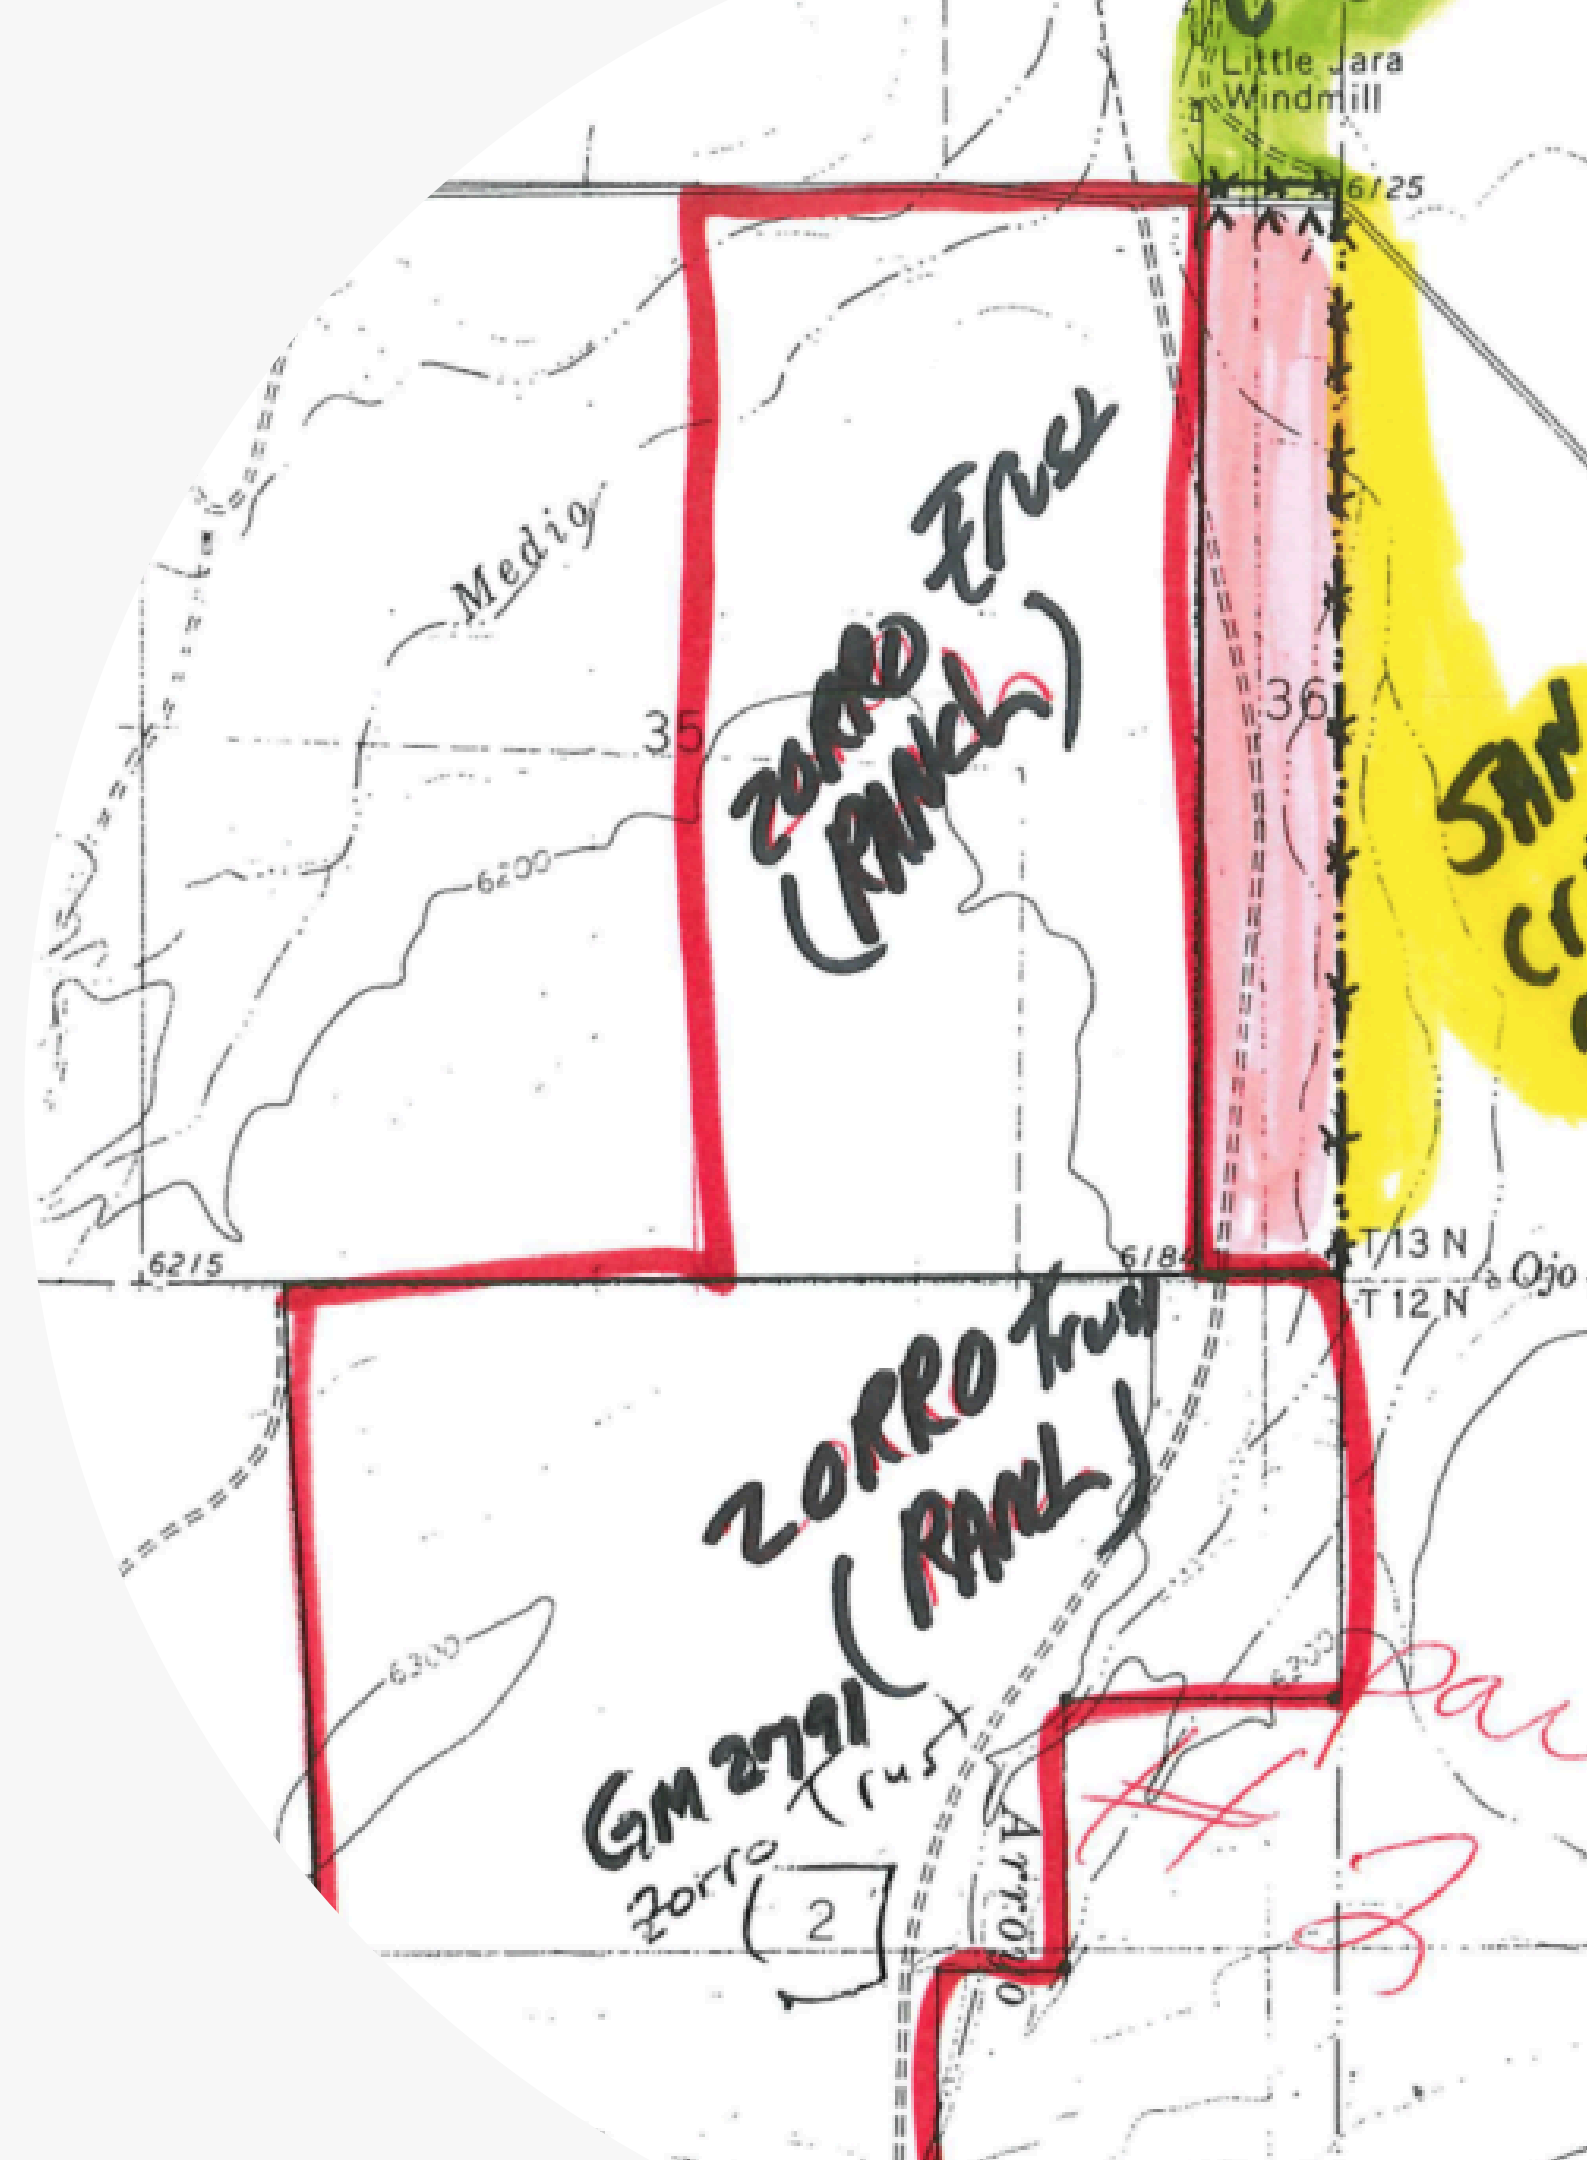 Little Jara
Windmill
6125
Medio
Trust
ZORRO
(RANCH)
35
36
SAN
6200
6215
6184
T 13 N
T 12 N
Ojo
ZORRO Trust
(RANCH)
6300
6300
GM 2791
Trust
Zorro
2
Arroyo
#
3